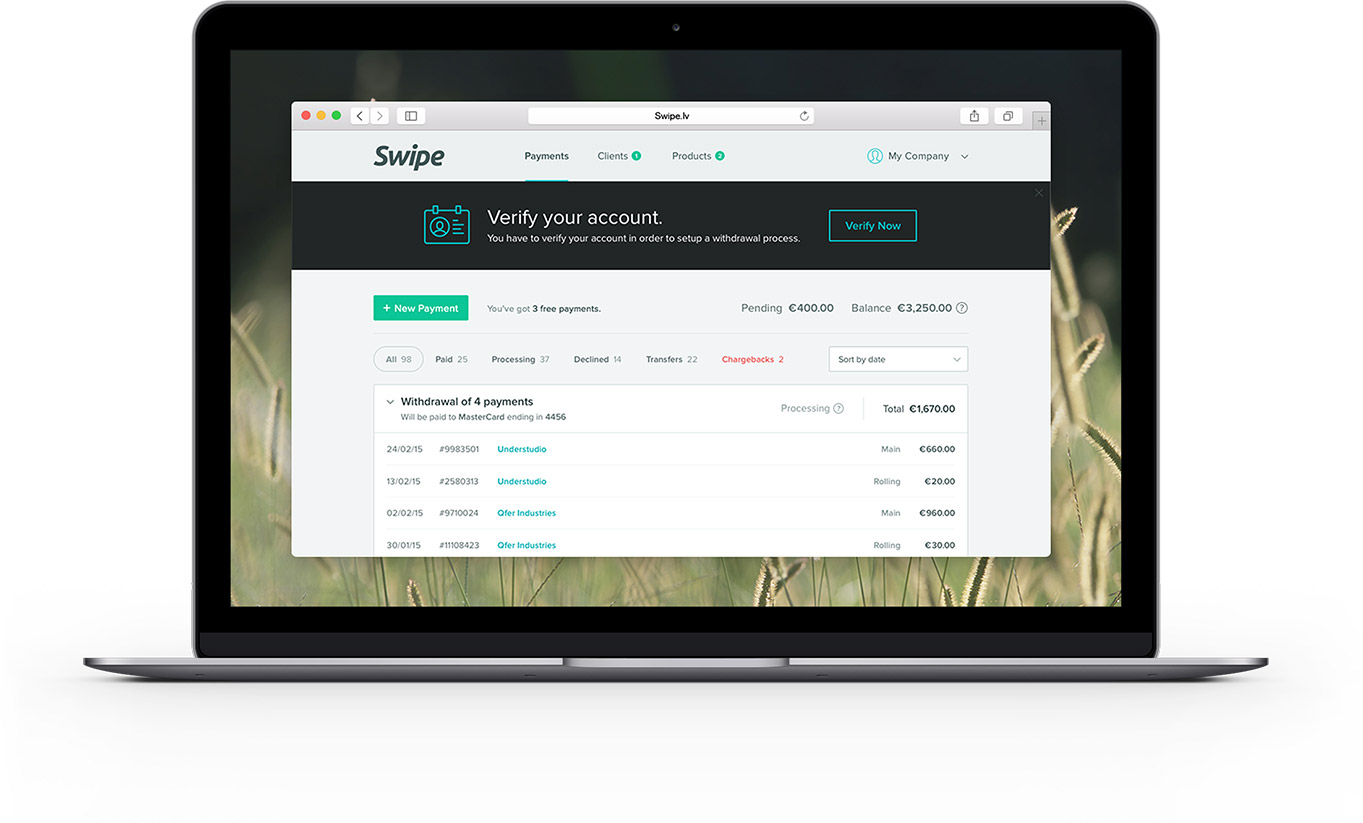 Swipe.lv
Swipe
Payments Clients 1 Products 2 My Company
Verify your account.
You have to verify your account in order to setup a withdrawal process.
Verify Now
+ New Payment You've got 3 free payments. Pending €400.00 Balance €3,250.00 ?
All 98 Paid 25 Processing 37 Declined 14 Transfers 22 Chargebacks 2 Sort by date
Withdrawal of 4 payments
Will be paid to MasterCard ending in 4456
Processing ? Total €1,670.00
24/02/15 #9983501 Understudio Main €660.00
13/02/15 #2580313 Understudio Rolling €20.00
02/02/15 #9710024 Qfer Industries Main €960.00
30/01/15 #11108423 Qfer Industries Rolling €30.00